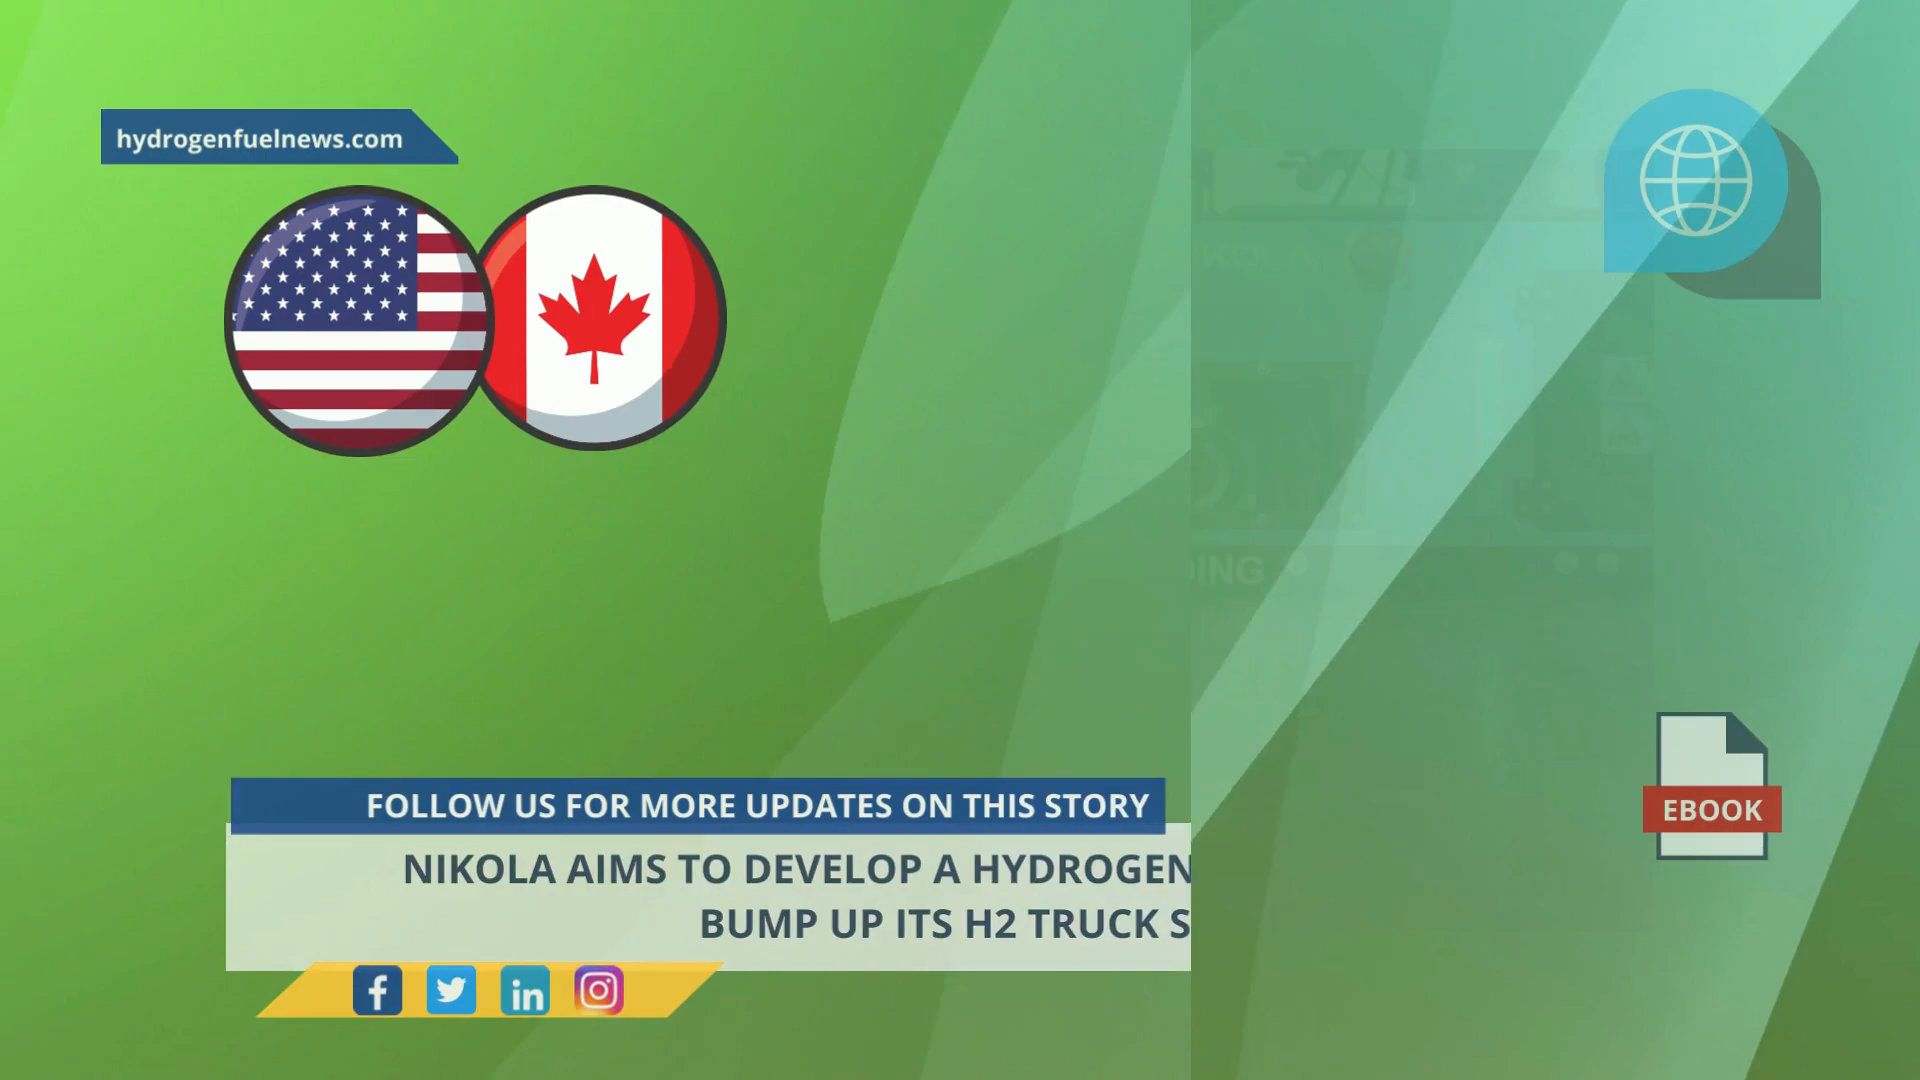 hydrogenfuelnews.com
FOLLOW US FOR MORE UPDATES ON THIS STORY
NIKOLA AIMS TO DEVELOP A HYDROGEN
BUMP UP ITS H2 TRUCK S
EBOOK